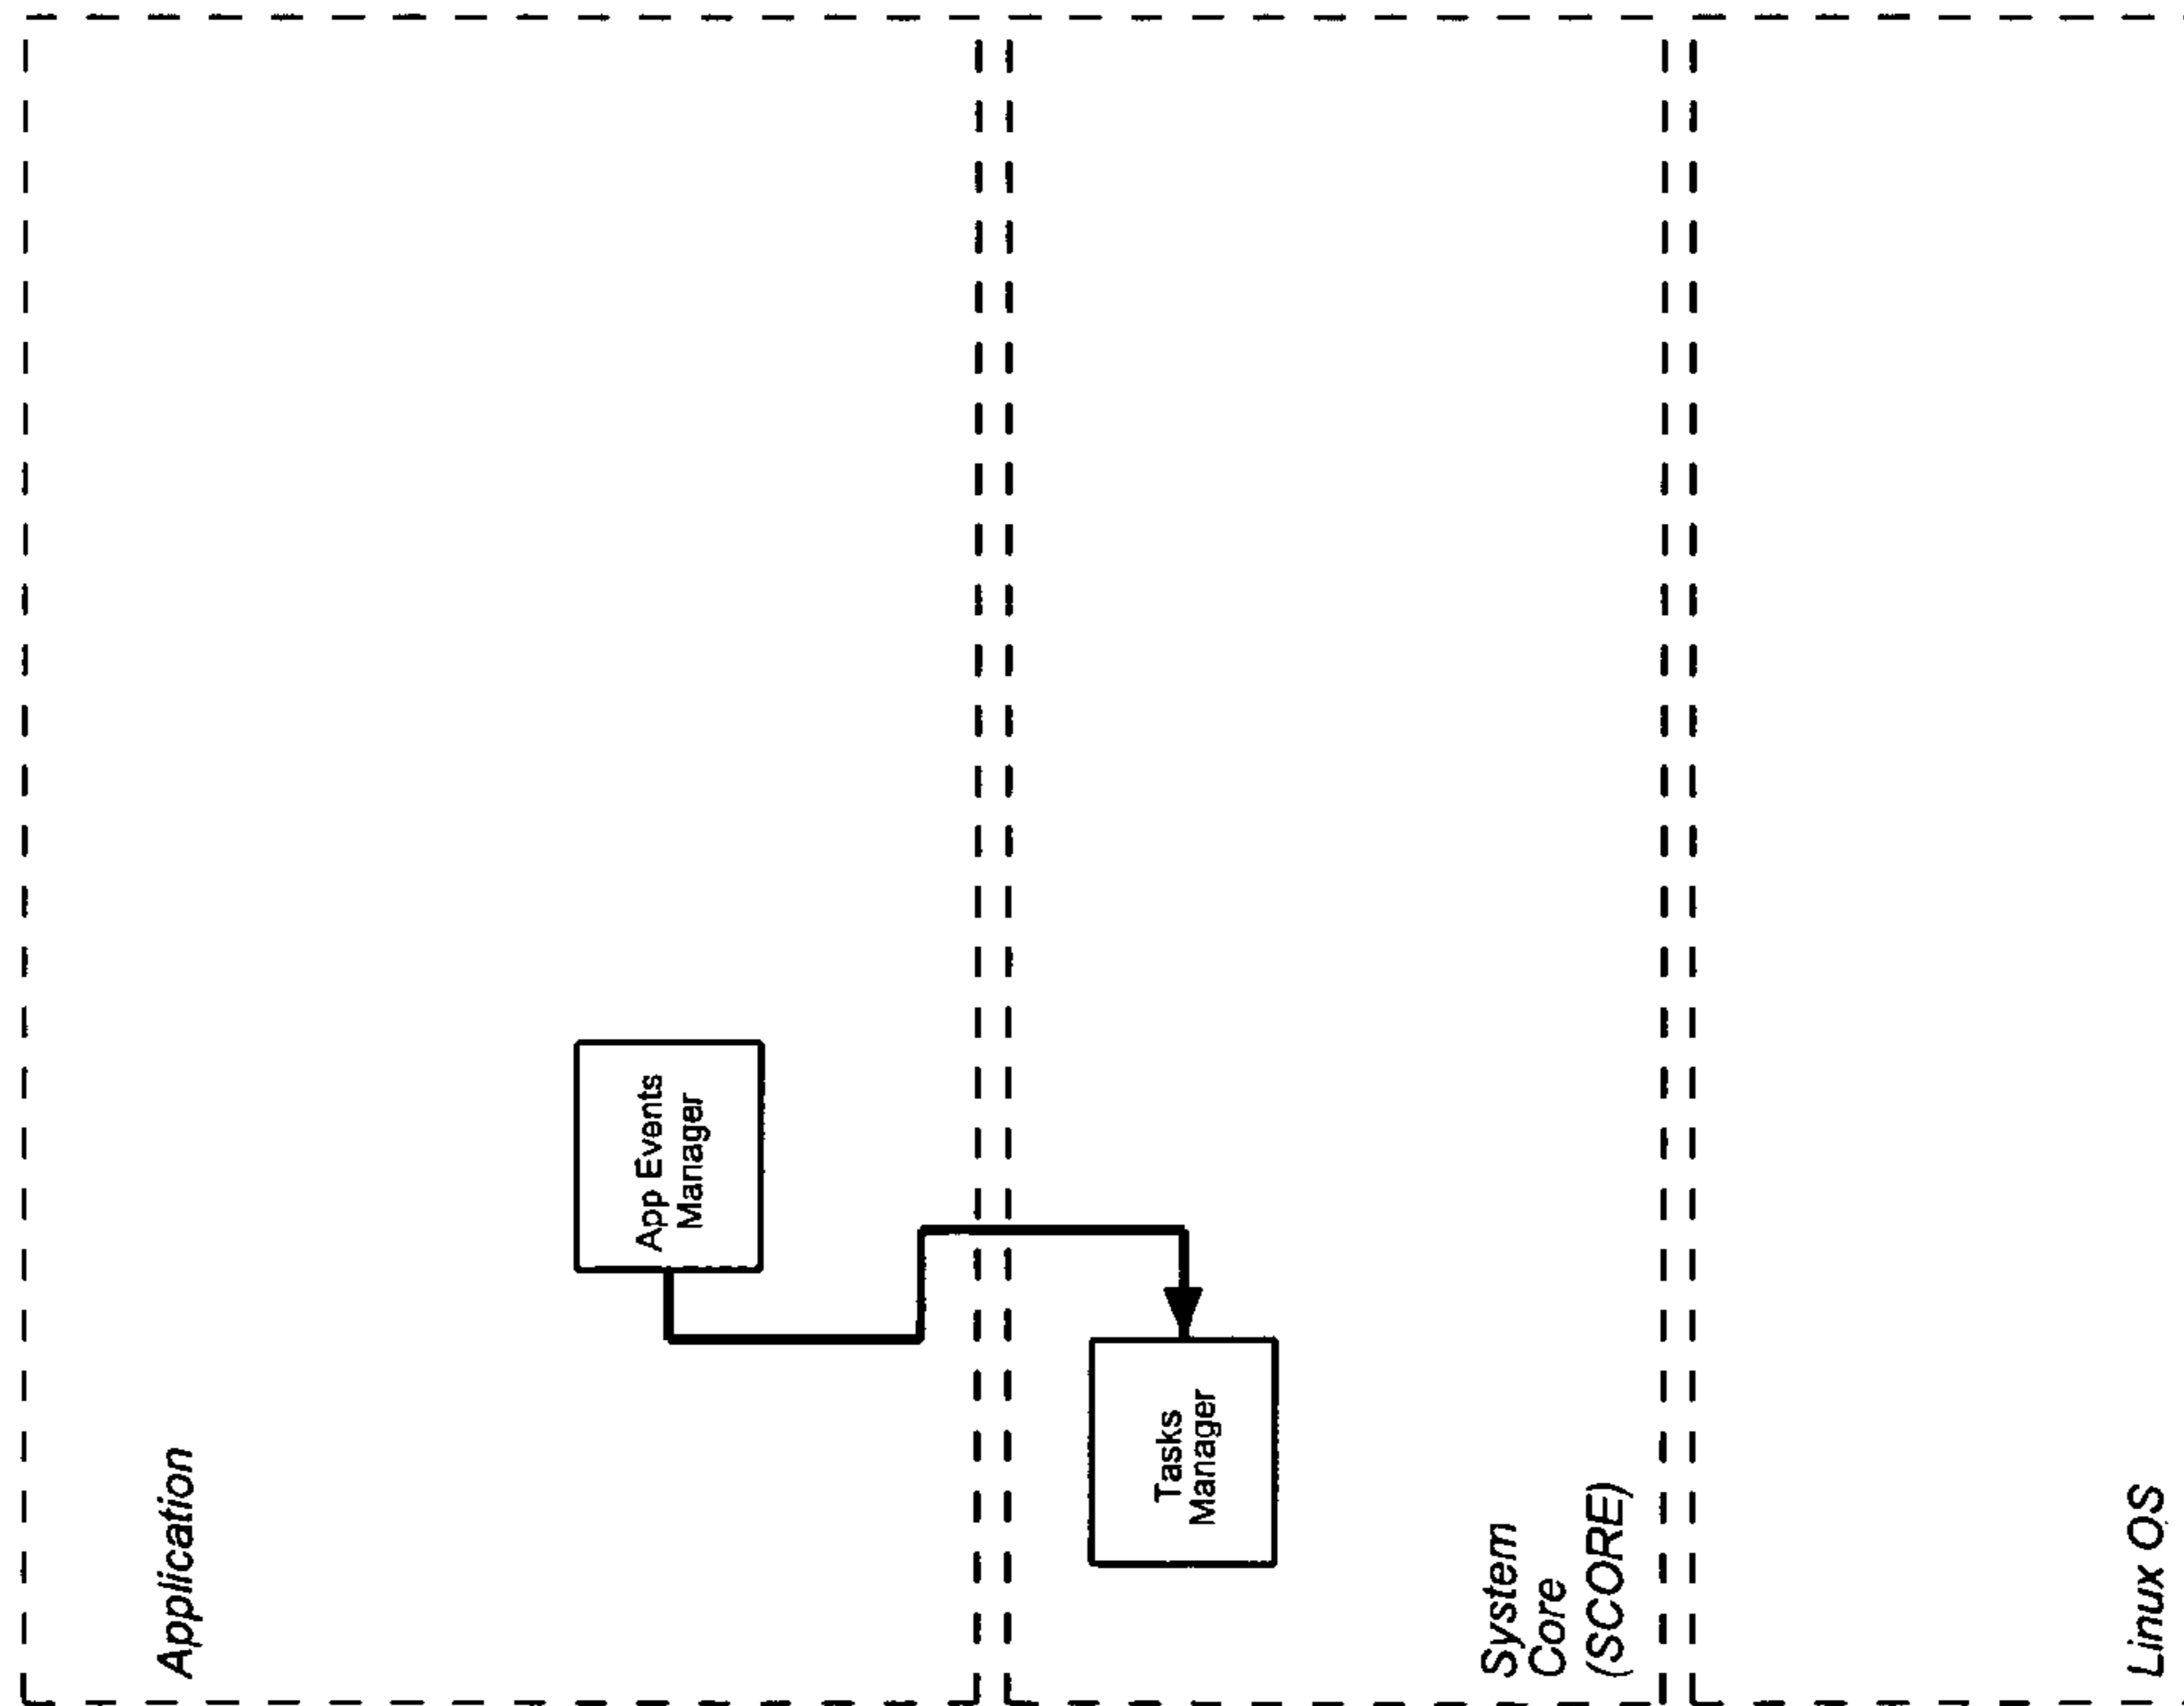 Application
App Events
Manager
Tasks
Manager
System
Core
(SCORE)
Linux OS